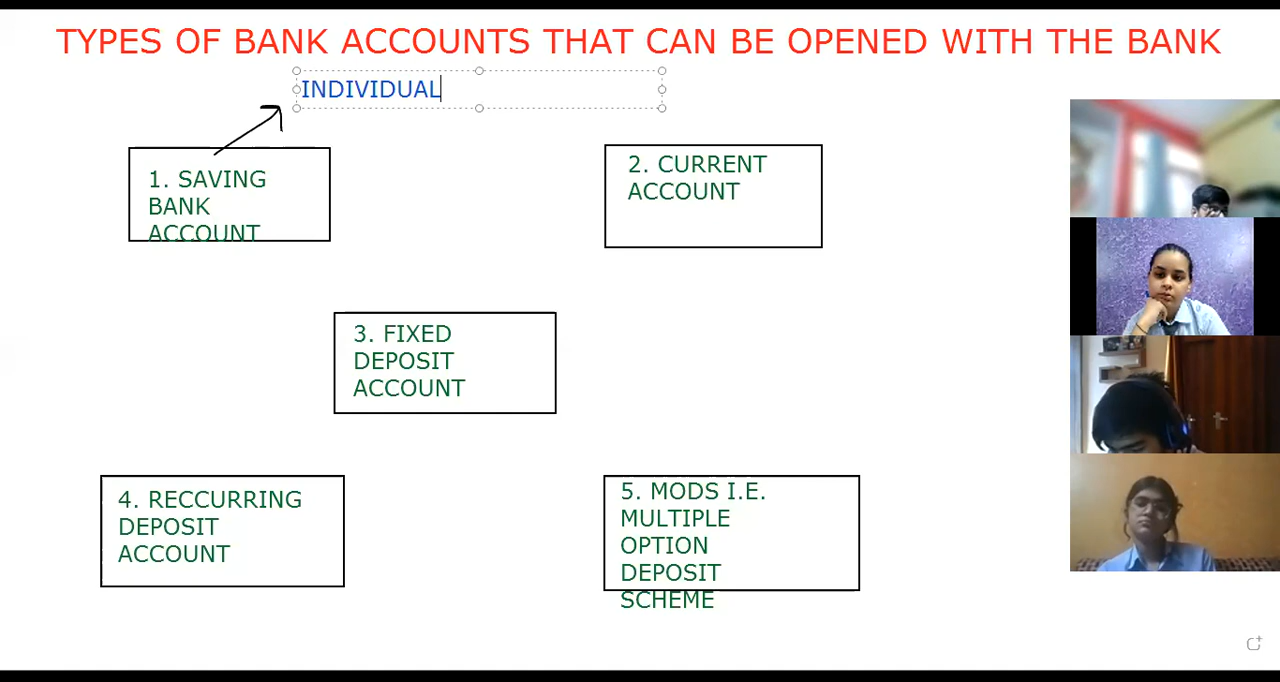 TYPES OF BANK ACCOUNTS THAT CAN BE OPENED WITH THE BANK
INDIVIDUAL
1. SAVING
BANK
ACCOUNT
2. CURRENT
ACCOUNT
3. FIXED
DEPOSIT
ACCOUNT
4. RECCURRING
DEPOSIT
ACCOUNT
5. MODS I.E.
MULTIPLE
OPTION
DEPOSIT
SCHEME